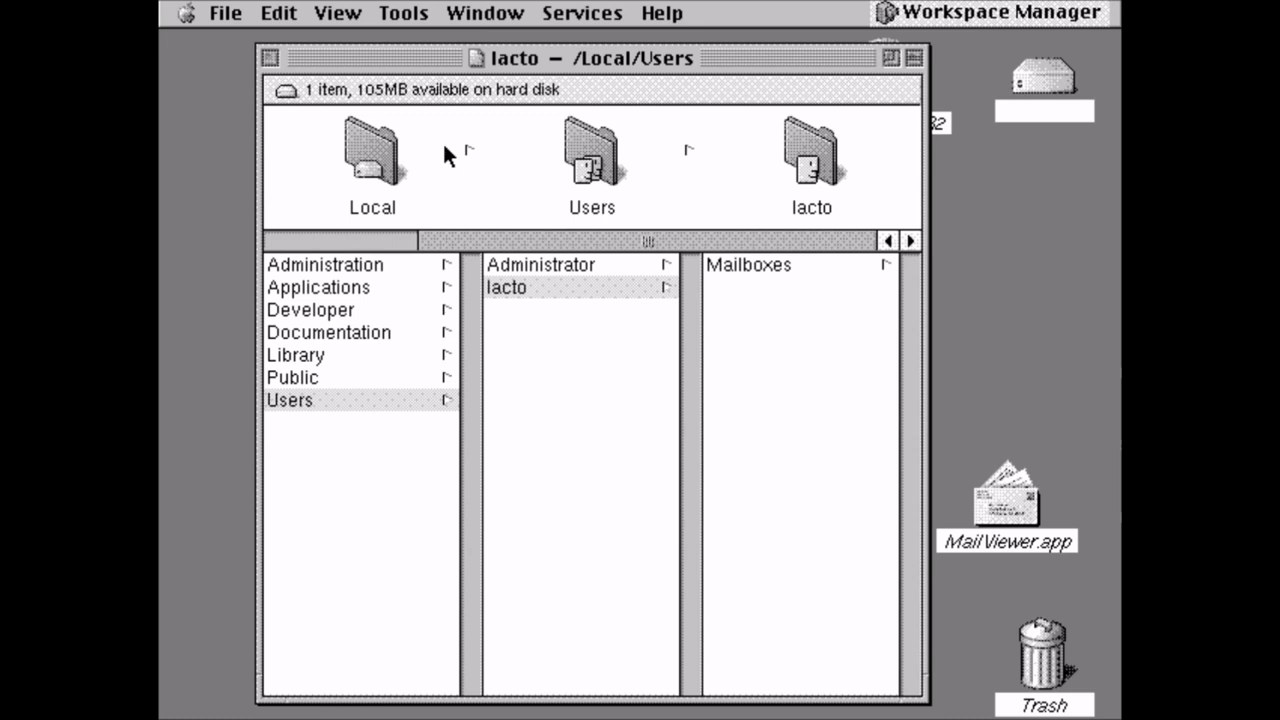 File Edit View Tools Window Services Help Workspace Manager
lacto – /Local/Users
1 item, 105MB available on hard disk
Local Users lacto
Administration Administrator Mailboxes
Applications lacto
Developer
Documentation
Library
Public
Users
MailViewer.app
Trash